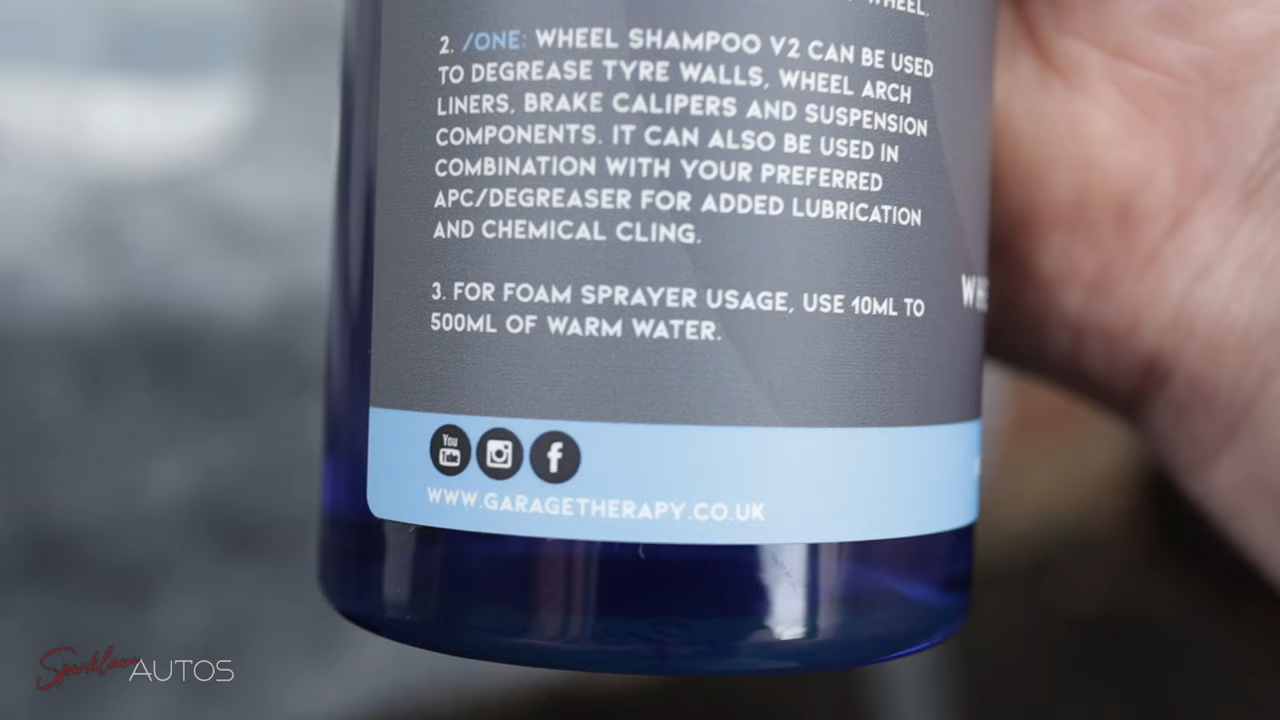 WHEEL.
2. /ONE: WHEEL SHAMPOO V2 CAN BE USED
TO DEGREASE TYRE WALLS, WHEEL ARCH
LINERS, BRAKE CALIPERS AND SUSPENSION
COMPONENTS. IT CAN ALSO BE USED IN
COMBINATION WITH YOUR PREFERRED
APC/DEGREASER FOR ADDED LUBRICATION
AND CHEMICAL CLING.
3. FOR FOAM SPRAYER USAGE, USE 10ML TO
500ML OF WARM WATER.
You
WWW.GARAGETHERAPY.CO.UK
AUTOS